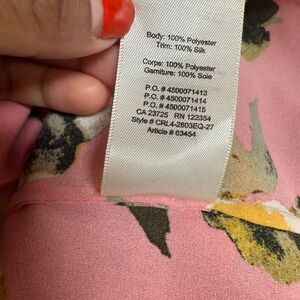 Body: 100% Polyester
Trim: 100% Silk
Corps: 100% Polyester
Garniture: 100% Soie
P.O. # 4500071413
P.O. # 4500071414
P.O. # 4500071415
CA 23725 RN 122354
Style # CRL4-2603EQ-27
Article # 63454